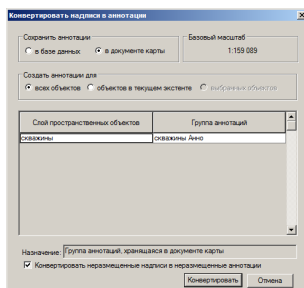 Конвертировать надписи в аннотации
Сохранить аннотации
в базе данных в документе карты
Базовый масштаб
1:159 089
Создать аннотации для
всех объектов объектов в текущем экстенте выбранных объектов
Слой пространственных объектов Группа аннотаций
скважины скважины Анно
Назначение: Группа аннотаций, хранящаяся в документе карты
Конвертировать неразмещенные надписи в неразмещенные аннотации
Конвертировать Отмена